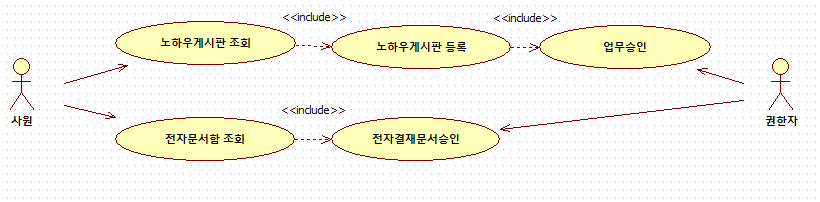 <<include>>
<<include>>
노하우게시판 조회
노하우게시판 등록
업무승인
사원
권한자
<<include>>
전자문서함 조회
전자결재문서승인